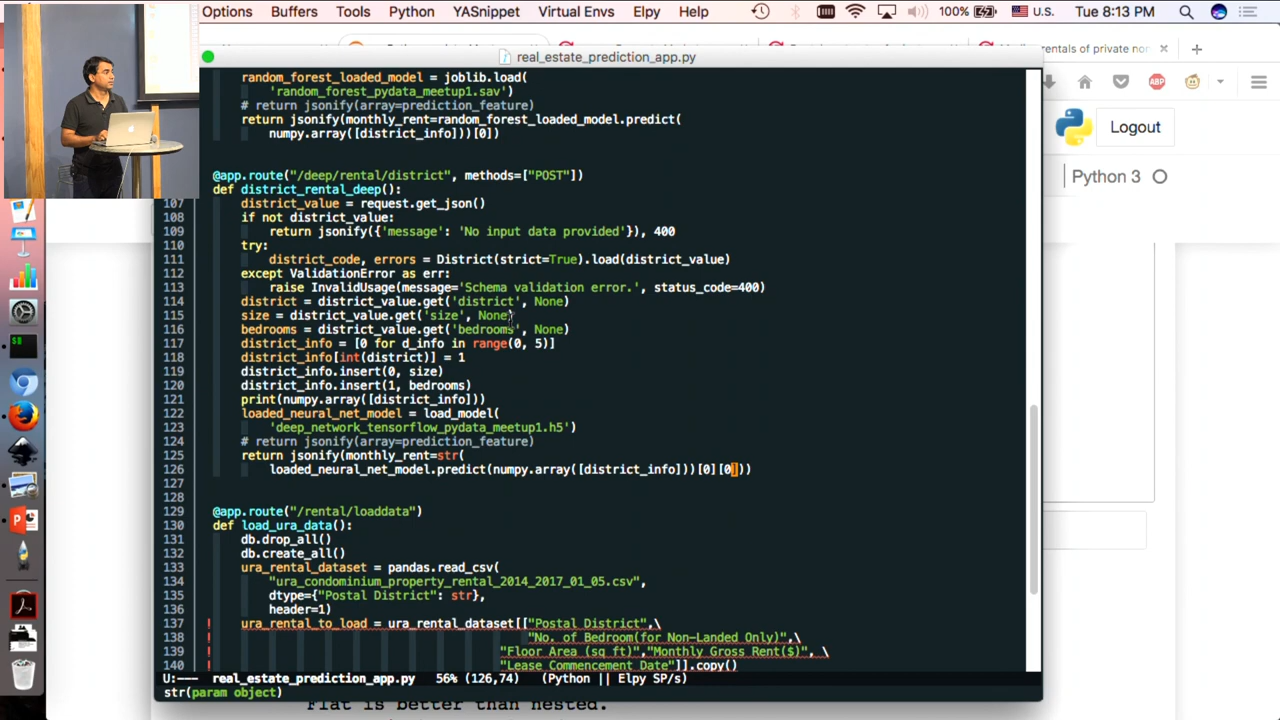 Options Buffers Tools Python YASnippet Virtual Envs Elpy Help 100% U.S. Tue 8:13 PM
real_estate_prediction_app.py
rentals of private nor
random_forest_loaded_model = joblib.load(
'random_forest_pydata_meetup1.sav')
# return jsonify(array=prediction_feature)
return jsonify(monthly_rent=random_forest_loaded_model.predict(
numpy.array([district_info]))[0])
ABP
Logout
Python 3
@app.route("/deep/rental/district", methods=["POST"])
def district_rental_deep():
107 district_value = request.get_json()
108 if not district_value:
109 return jsonify({'message': 'No input data provided'}), 400
110 try:
111 district_code, errors = District(strict=True).load(district_value)
112 except ValidationError as err:
113 raise InvalidUsage(message='Schema validation error.', status_code=400)
114 district = district_value.get('district', None)
115 size = district_value.get('size', None)
116 bedrooms = district_value.get('bedrooms', None)
117 district_info = [0 for d_info in range(0, 5)]
118 district_info[int(district)] = 1
119 district_info.insert(0, size)
120 district_info.insert(1, bedrooms)
121 print(numpy.array([district_info]))
122 loaded_neural_net_model = load_model(
123 'deep_network_tensorflow_pydata_meetup1.h5')
124 # return jsonify(array=prediction_feature)
125 return jsonify(monthly_rent=str(
126 loaded_neural_net_model.predict(numpy.array([district_info]))[0][0]))
127
128
129 @app.route("/rental/loaddata")
130 def load_ura_data():
131 db.drop_all()
132 db.create_all()
133 ura_rental_dataset = pandas.read_csv(
134 "ura_condominium_property_rental_2014_2017_01_05.csv",
135 dtype={"Postal District": str},
136 header=1)
137 ura_rental_to_load = ura_rental_dataset[["Postal District",\
138 "No. of Bedroom(for Non-Landed Only)",\
139 "Floor Area (sq ft)","Monthly Gross Rent($)", \
140 "Lease Commencement Date"]].copy()
U:--- real_estate_prediction_app.py 56% (126,74) (Python || Elpy SP/s)
str(param object)
Flat is better than nested.